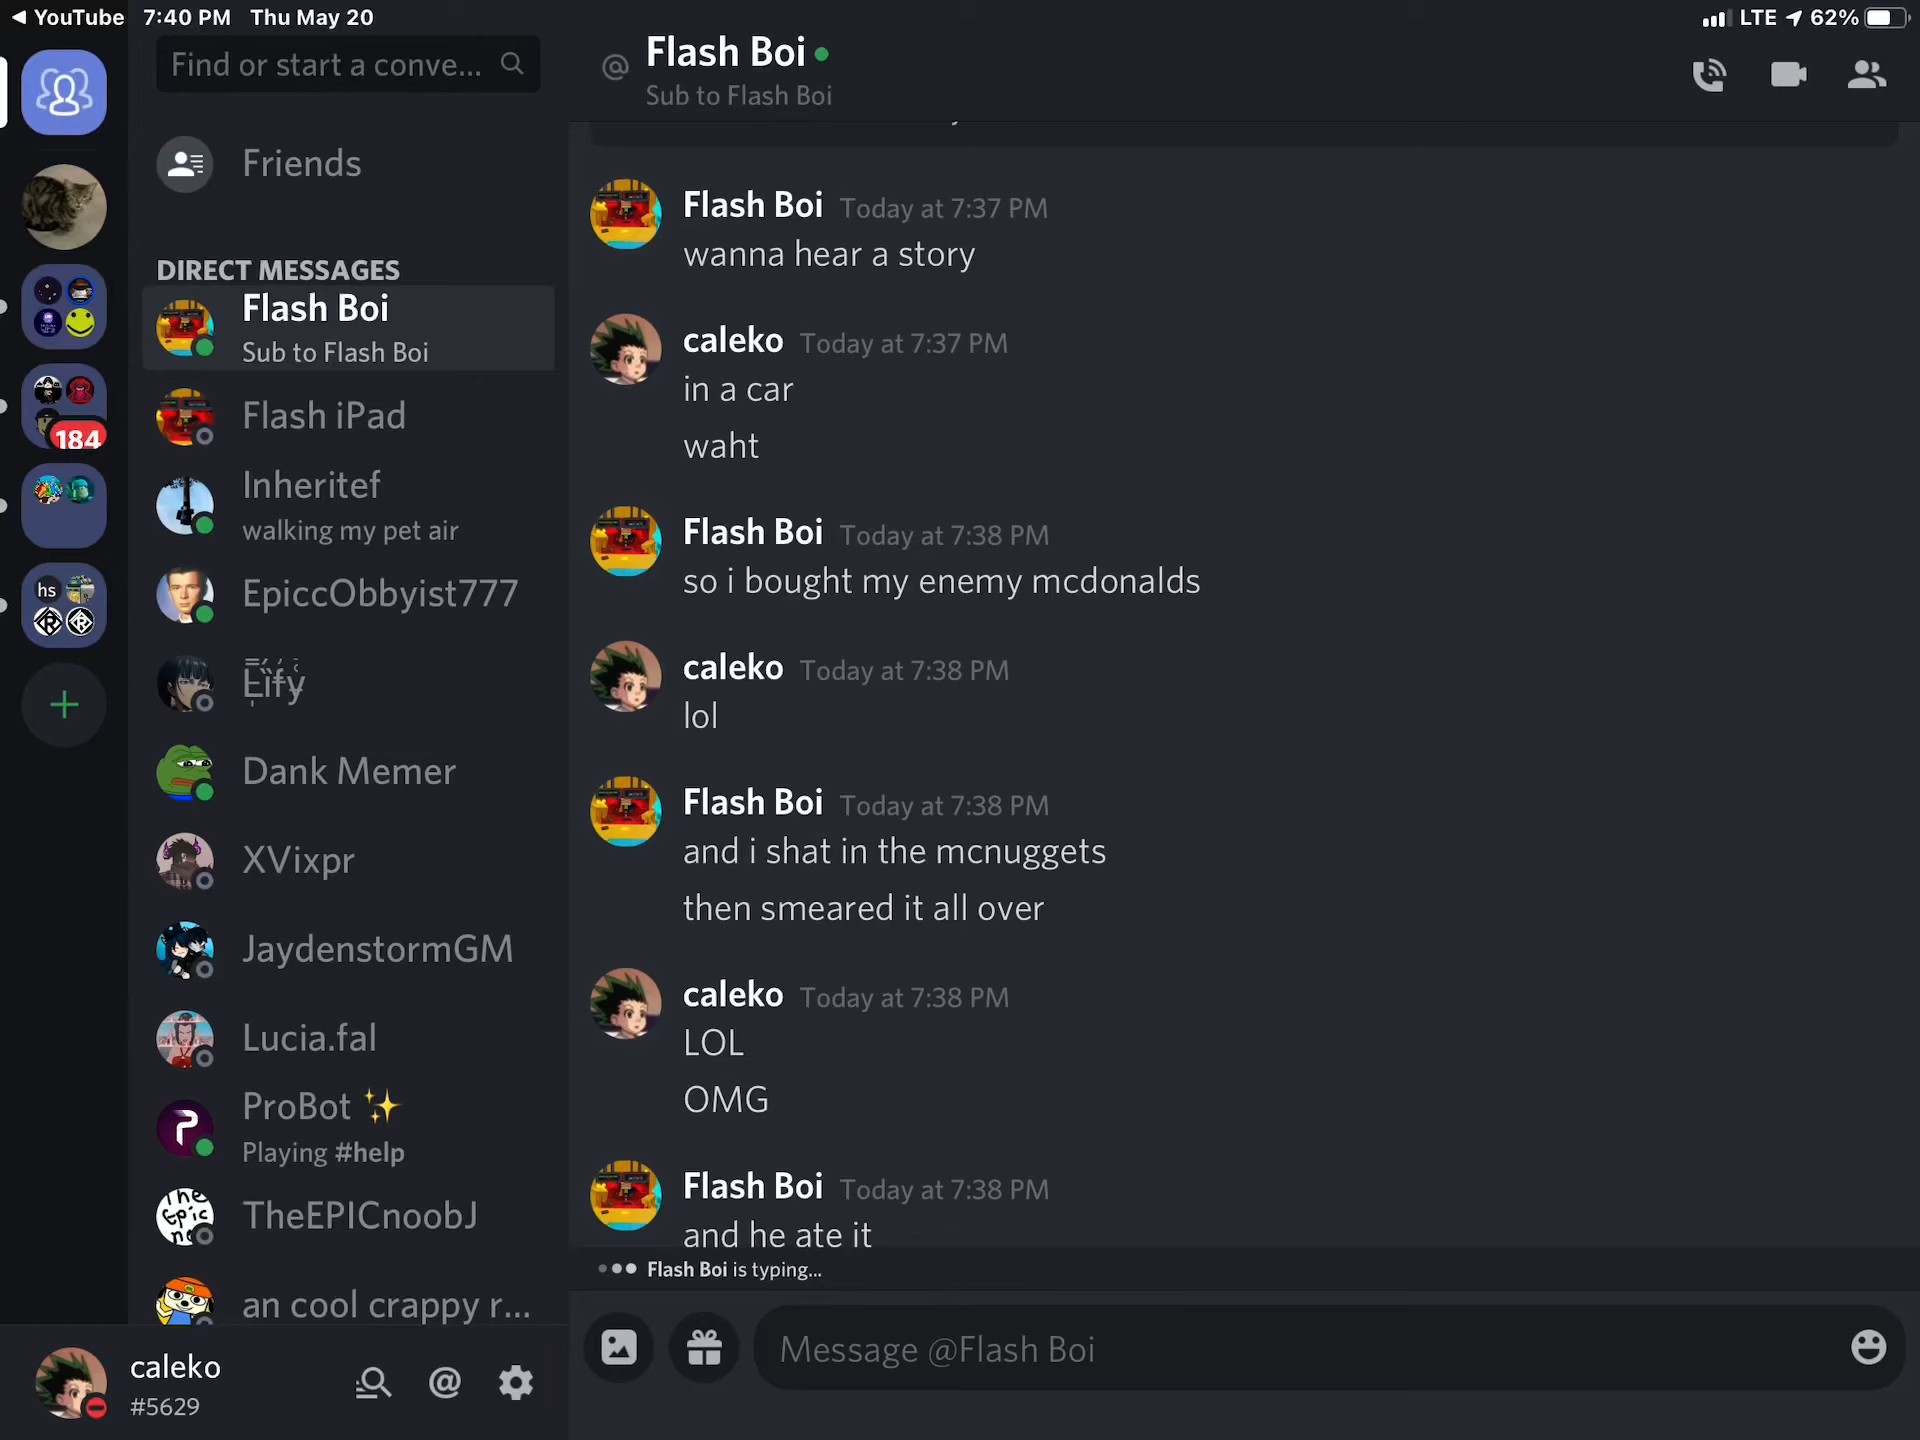 YouTube 7:40 PM Thu May 20
LTE 62%
184
hs
Find or start a conve...
Friends
DIRECT MESSAGES
Flash Boi
Sub to Flash Boi
Flash iPad
Inheritef
walking my pet air
EpiccObbyist777
Dank Memer
XVixpr
JaydenstormGM
Lucia.fal
ProBot ✨
Playing #help
The
Epic
TheEPICnoobJ
an cool crappy r...
caleko
#5629
@ Flash Boi
Sub to Flash Boi
Flash Boi Today at 7:37 PM
wanna hear a story
caleko Today at 7:37 PM
in a car
waht
Flash Boi Today at 7:38 PM
so i bought my enemy mcdonalds
caleko Today at 7:38 PM
lol
Flash Boi Today at 7:38 PM
and i shat in the mcnuggets
then smeared it all over
caleko Today at 7:38 PM
LOL
OMG
Flash Boi Today at 7:38 PM
and he ate it
Flash Boi is typing...
Message @Flash Boi